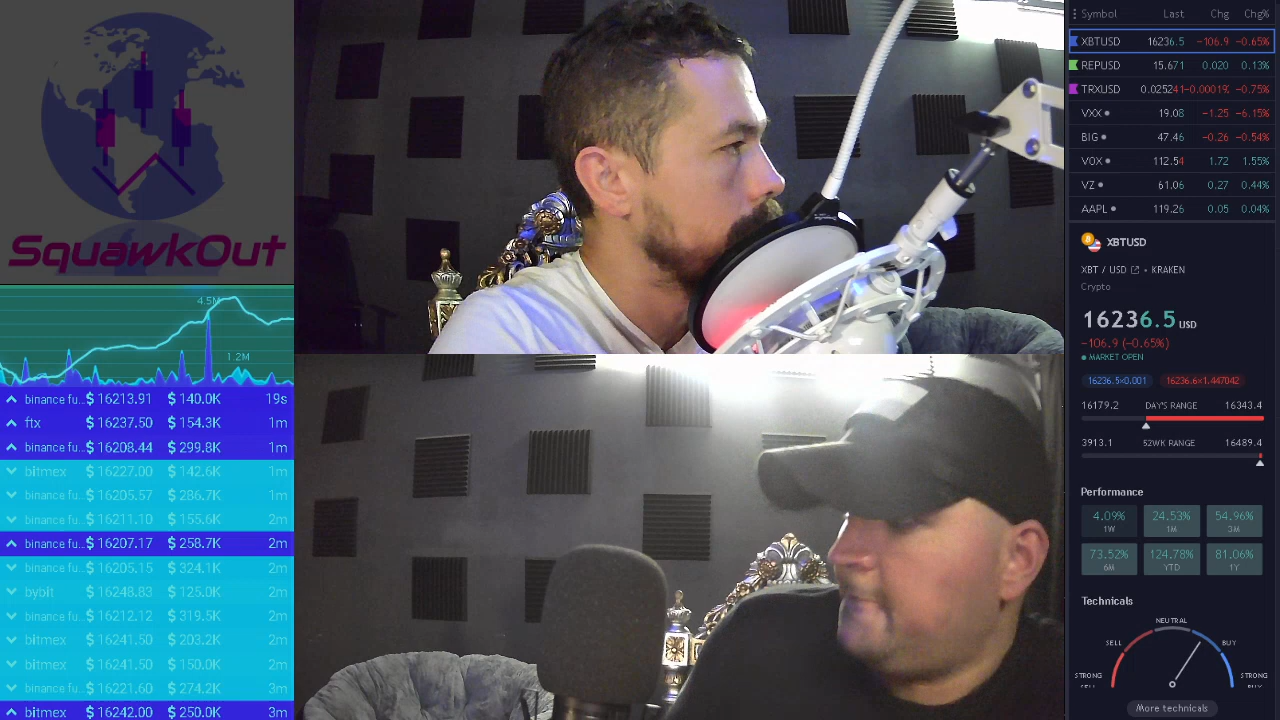 SquawkOut
4.5M
1.2M
binance fu... $ 16213.91 $ 140.0K 19s
ftx $ 16237.50 $ 154.3K 1m
binance fu... $ 16208.44 $ 299.8K 1m
bitmex $ 16227.00 $ 142.6K 1m
binance fu... $ 16205.57 $ 286.7K 1m
binance fu... $ 16211.10 $ 155.6K 2m
binance fu... $ 16207.17 $ 258.7K 2m
binance fu... $ 16205.15 $ 324.1K 2m
bybit $ 16248.83 $ 125.0K 2m
binance fu... $ 16212.12 $ 319.5K 2m
bitmex $ 16241.50 $ 203.2K 2m
bitmex $ 16241.50 $ 150.0K 2m
binance fu... $ 16221.60 $ 274.2K 3m
bitmex $ 16242.00 $ 250.0K 3m
Symbol Last Chg Chg%
XBTUSD 16236.5 −106.9 −0.65%
REPUSD 15.671 0.020 0.13%
TRXUSD 0.025241 −0.00019 −0.75%
VXX 19.08 −1.25 −6.15%
BIG 47.46 −0.26 −0.54%
VOX 112.54 1.72 1.55%
VZ 61.06 0.27 0.44%
AAPL 119.26 0.05 0.04%
XBTUSD
XBT / USD • KRAKEN
Crypto
16236.5 USD
−106.9 (−0.65%)
MARKET OPEN
16236.5×0.001 16236.6×1.447042
16179.2 DAY'S RANGE 16343.4
3913.1 52WK RANGE 16489.4
Performance
4.09% 24.53% 54.96%
1W 1M 3M
73.52% 124.78% 81.06%
6M YTD 1Y
Technicals
NEUTRAL
SELL BUY
STRONG STRONG
More technicals